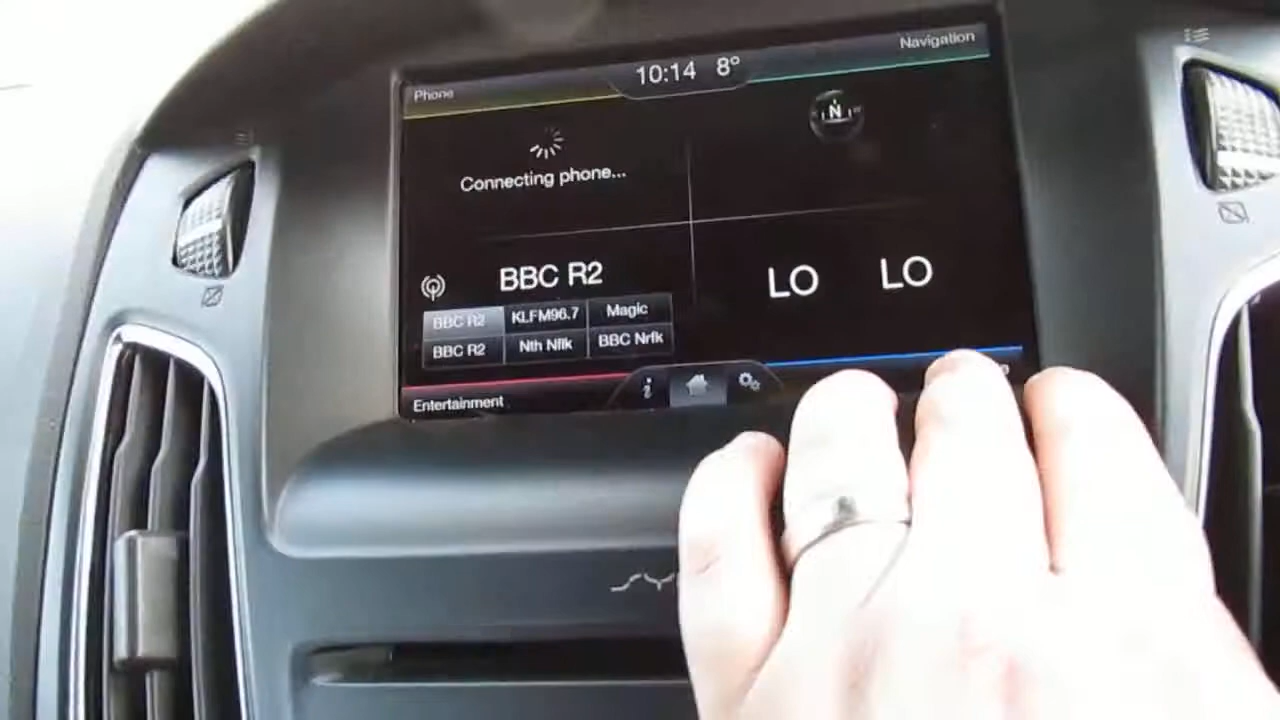 Phone
10:14 8°
Navigation
N
Connecting phone...
BBC R2
LO LO
BBC R2 KLFM96.7 Magic
BBC R2 Nth Nflk BBC Nrflk
Entertainment
i